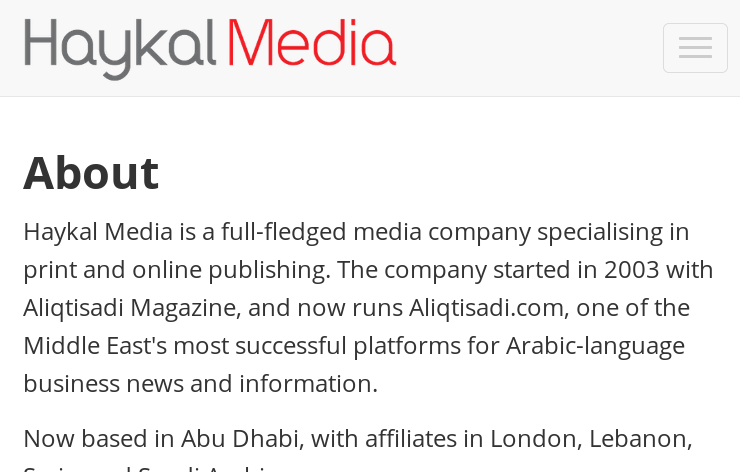 Haykal Media
About
Haykal Media is a full-fledged media company specialising in
print and online publishing. The company started in 2003 with
Aliqtisadi Magazine, and now runs Aliqtisadi.com, one of the
Middle East's most successful platforms for Arabic-language
business news and information.
Now based in Abu Dhabi, with affiliates in London, Lebanon,